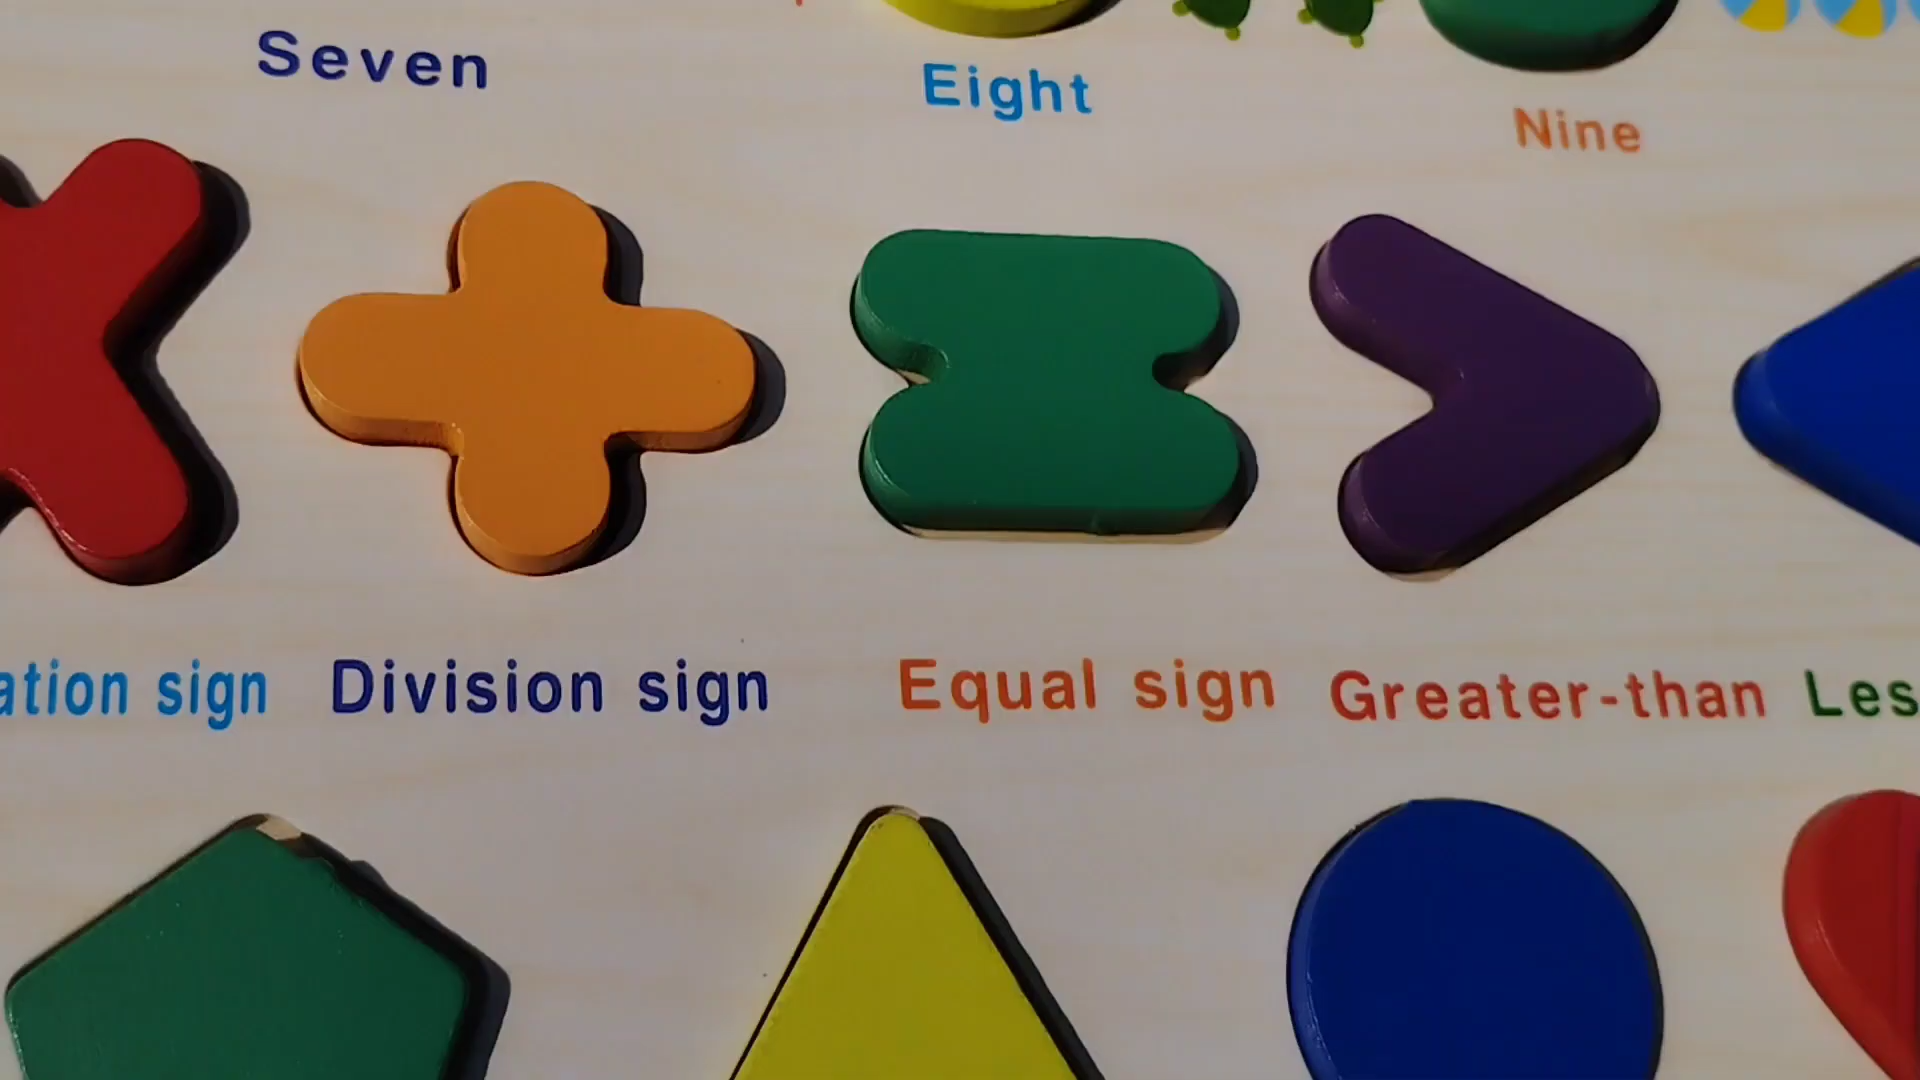 Seven
Eight
Nine
ation sign
Division sign
Equal sign
Greater-than
Les